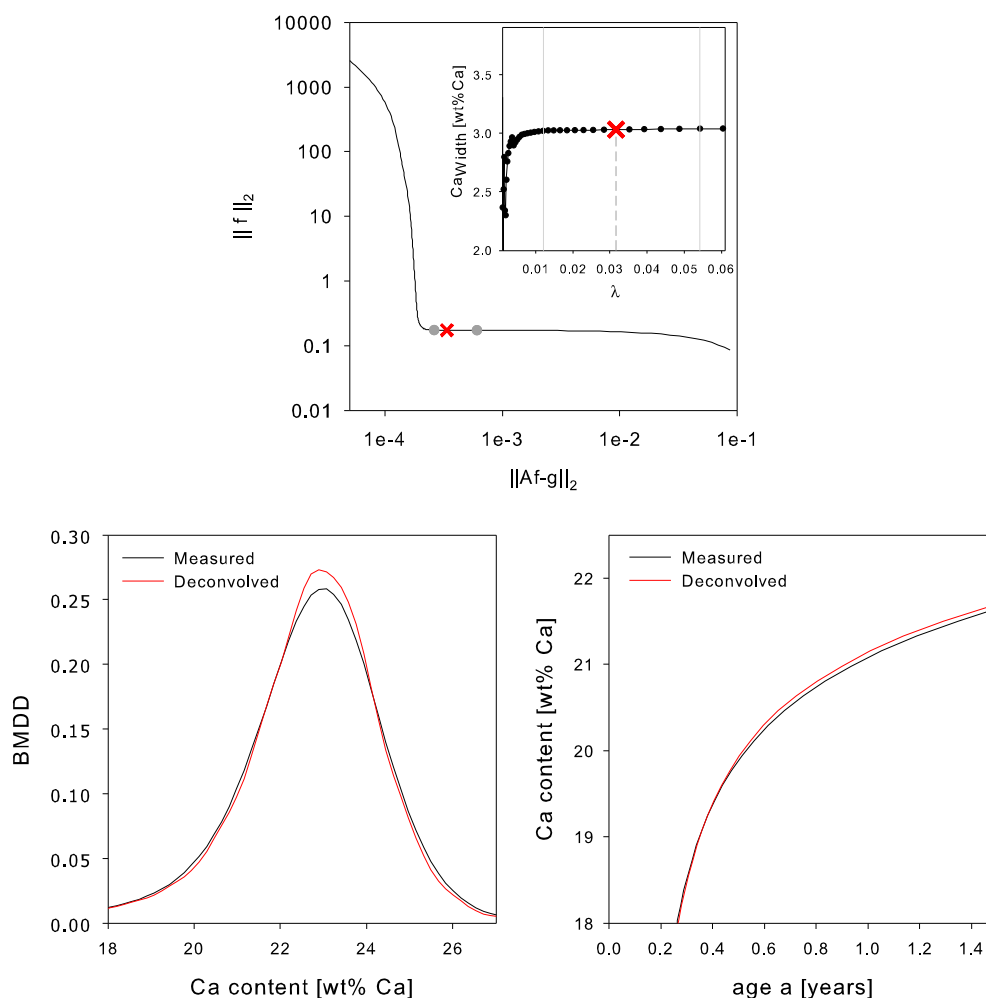 10000
1000
100
10
1
0.1
0.01
|| f ||2
1e-4 1e-3 1e-2 1e-1
||Af-g||2
3.5
3.0
2.5
2.0
CaWidth [wt% Ca]
0.01 0.02 0.03 0.04 0.05 0.06
λ
0.30
0.25
0.20
0.15
0.10
0.05
0.00
BMDD
Measured
Deconvolved
18 20 22 24 26
Ca content [wt% Ca]
22
21
20
19
18
Ca content [wt% Ca]
Measured
Deconvolved
0.0 0.2 0.4 0.6 0.8 1.0 1.2 1.4
age a [years]